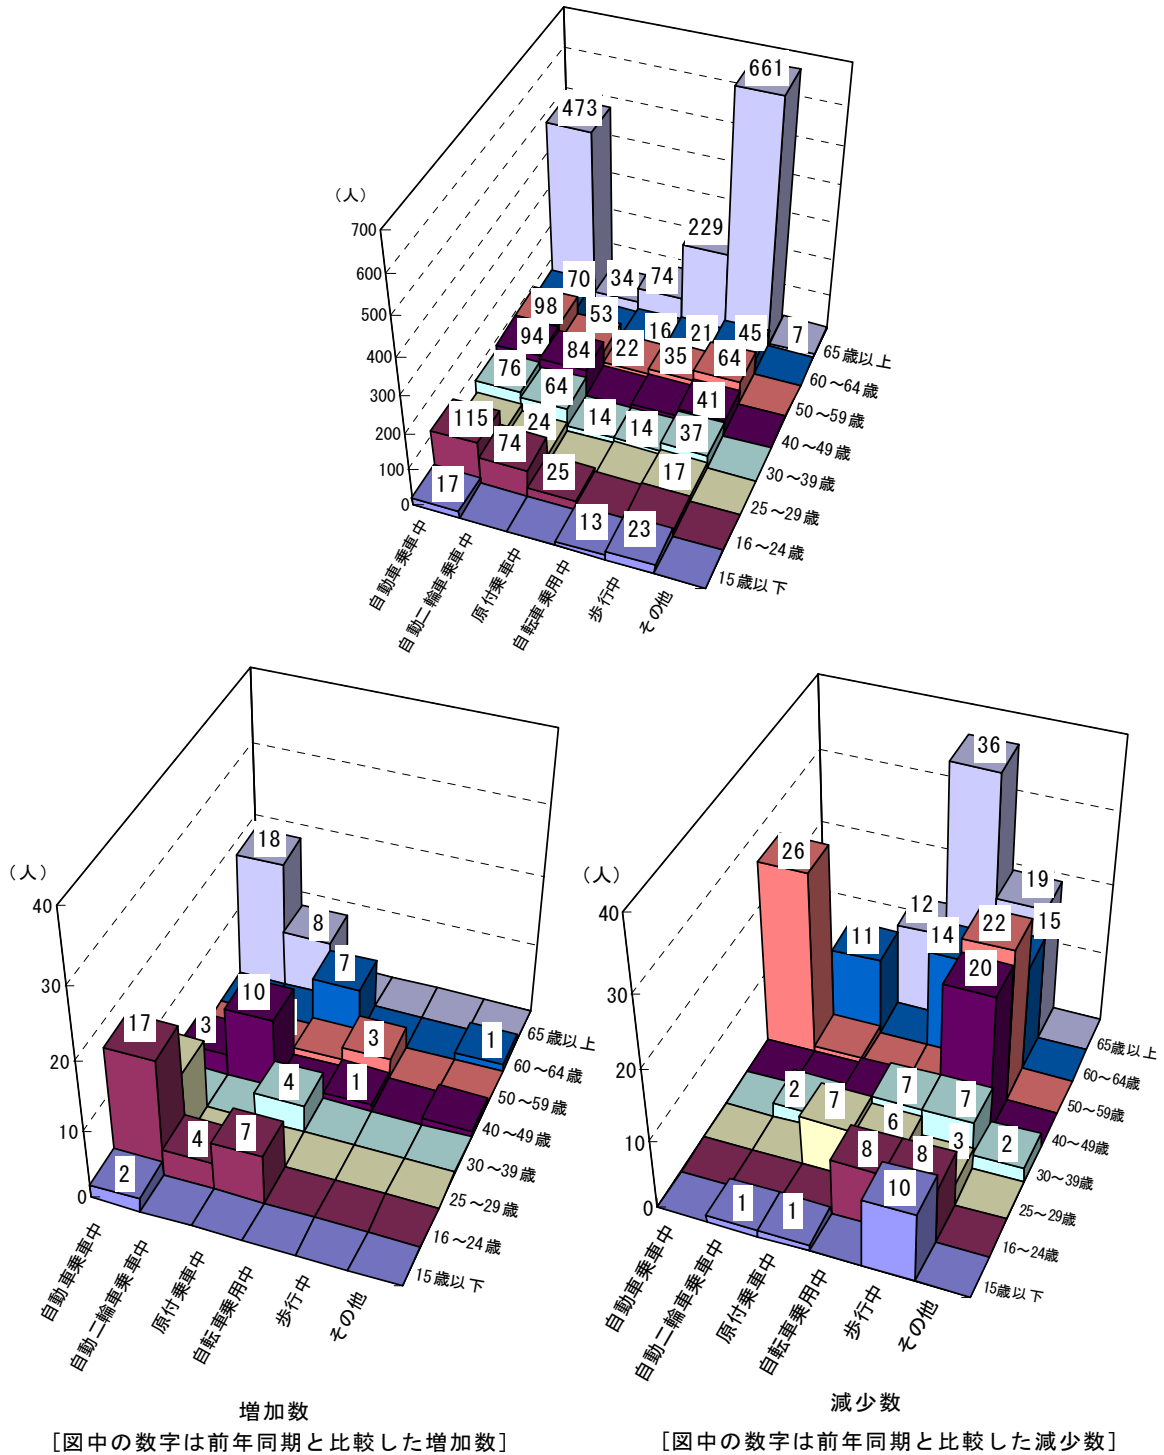 661
473
（人）
229
700
600
70
34
74
500
98
53
16
21
45
7
65歳以上
400
94
84
22
35
64
60～64歳
76
64
41
50～59歳
300
14
14
37
40～49歳
200
115
24
30～39歳
100
74
25
17
25～29歳
0
17
13
23
16～24歳
15歳以下
自動車乗車中
自動二輪車乗車中
原付乗車中
自転車乗用中
歩行中
その他
（人）
40
30
20
10
0
18
8
7
10
3
17
3
1
4
1
4
7
2
65歳以上
60～64歳
50～59歳
40～49歳
30～39歳
25～29歳
16～24歳
15歳以下
自動車乗車中
自動二輪車乗車中
原付乗車中
自転車乗用中
歩行中
その他
増加数
［図中の数字は前年同期と比較した増加数］
（人）
40
30
20
10
0
36
26
19
12
11
14
22
15
20
2
7
7
7
6
3
2
8
8
1
1
10
65歳以上
60～64歳
50～59歳
40～49歳
30～39歳
25～29歳
16～24歳
15歳以下
自動車乗車中
自動二輪車乗車中
原付乗車中
自転車乗用中
歩行中
その他
減少数
［図中の数字は前年同期と比較した減少数］